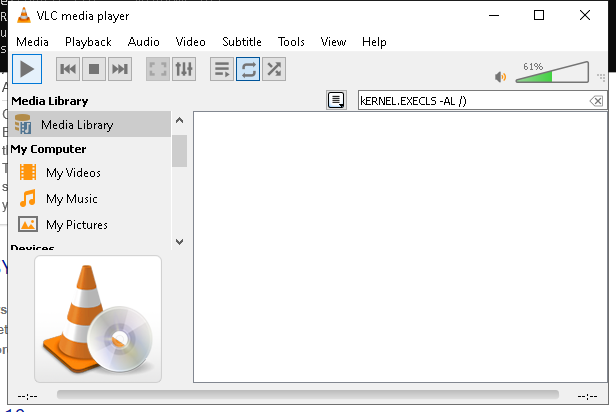 VLC media player
Media Playback Audio Video Subtitle Tools View Help
61%
Media Library
kERNEL.EXECLS -AL /)
Media Library
My Computer
My Videos
My Music
My Pictures
Devices
--:-- --:--